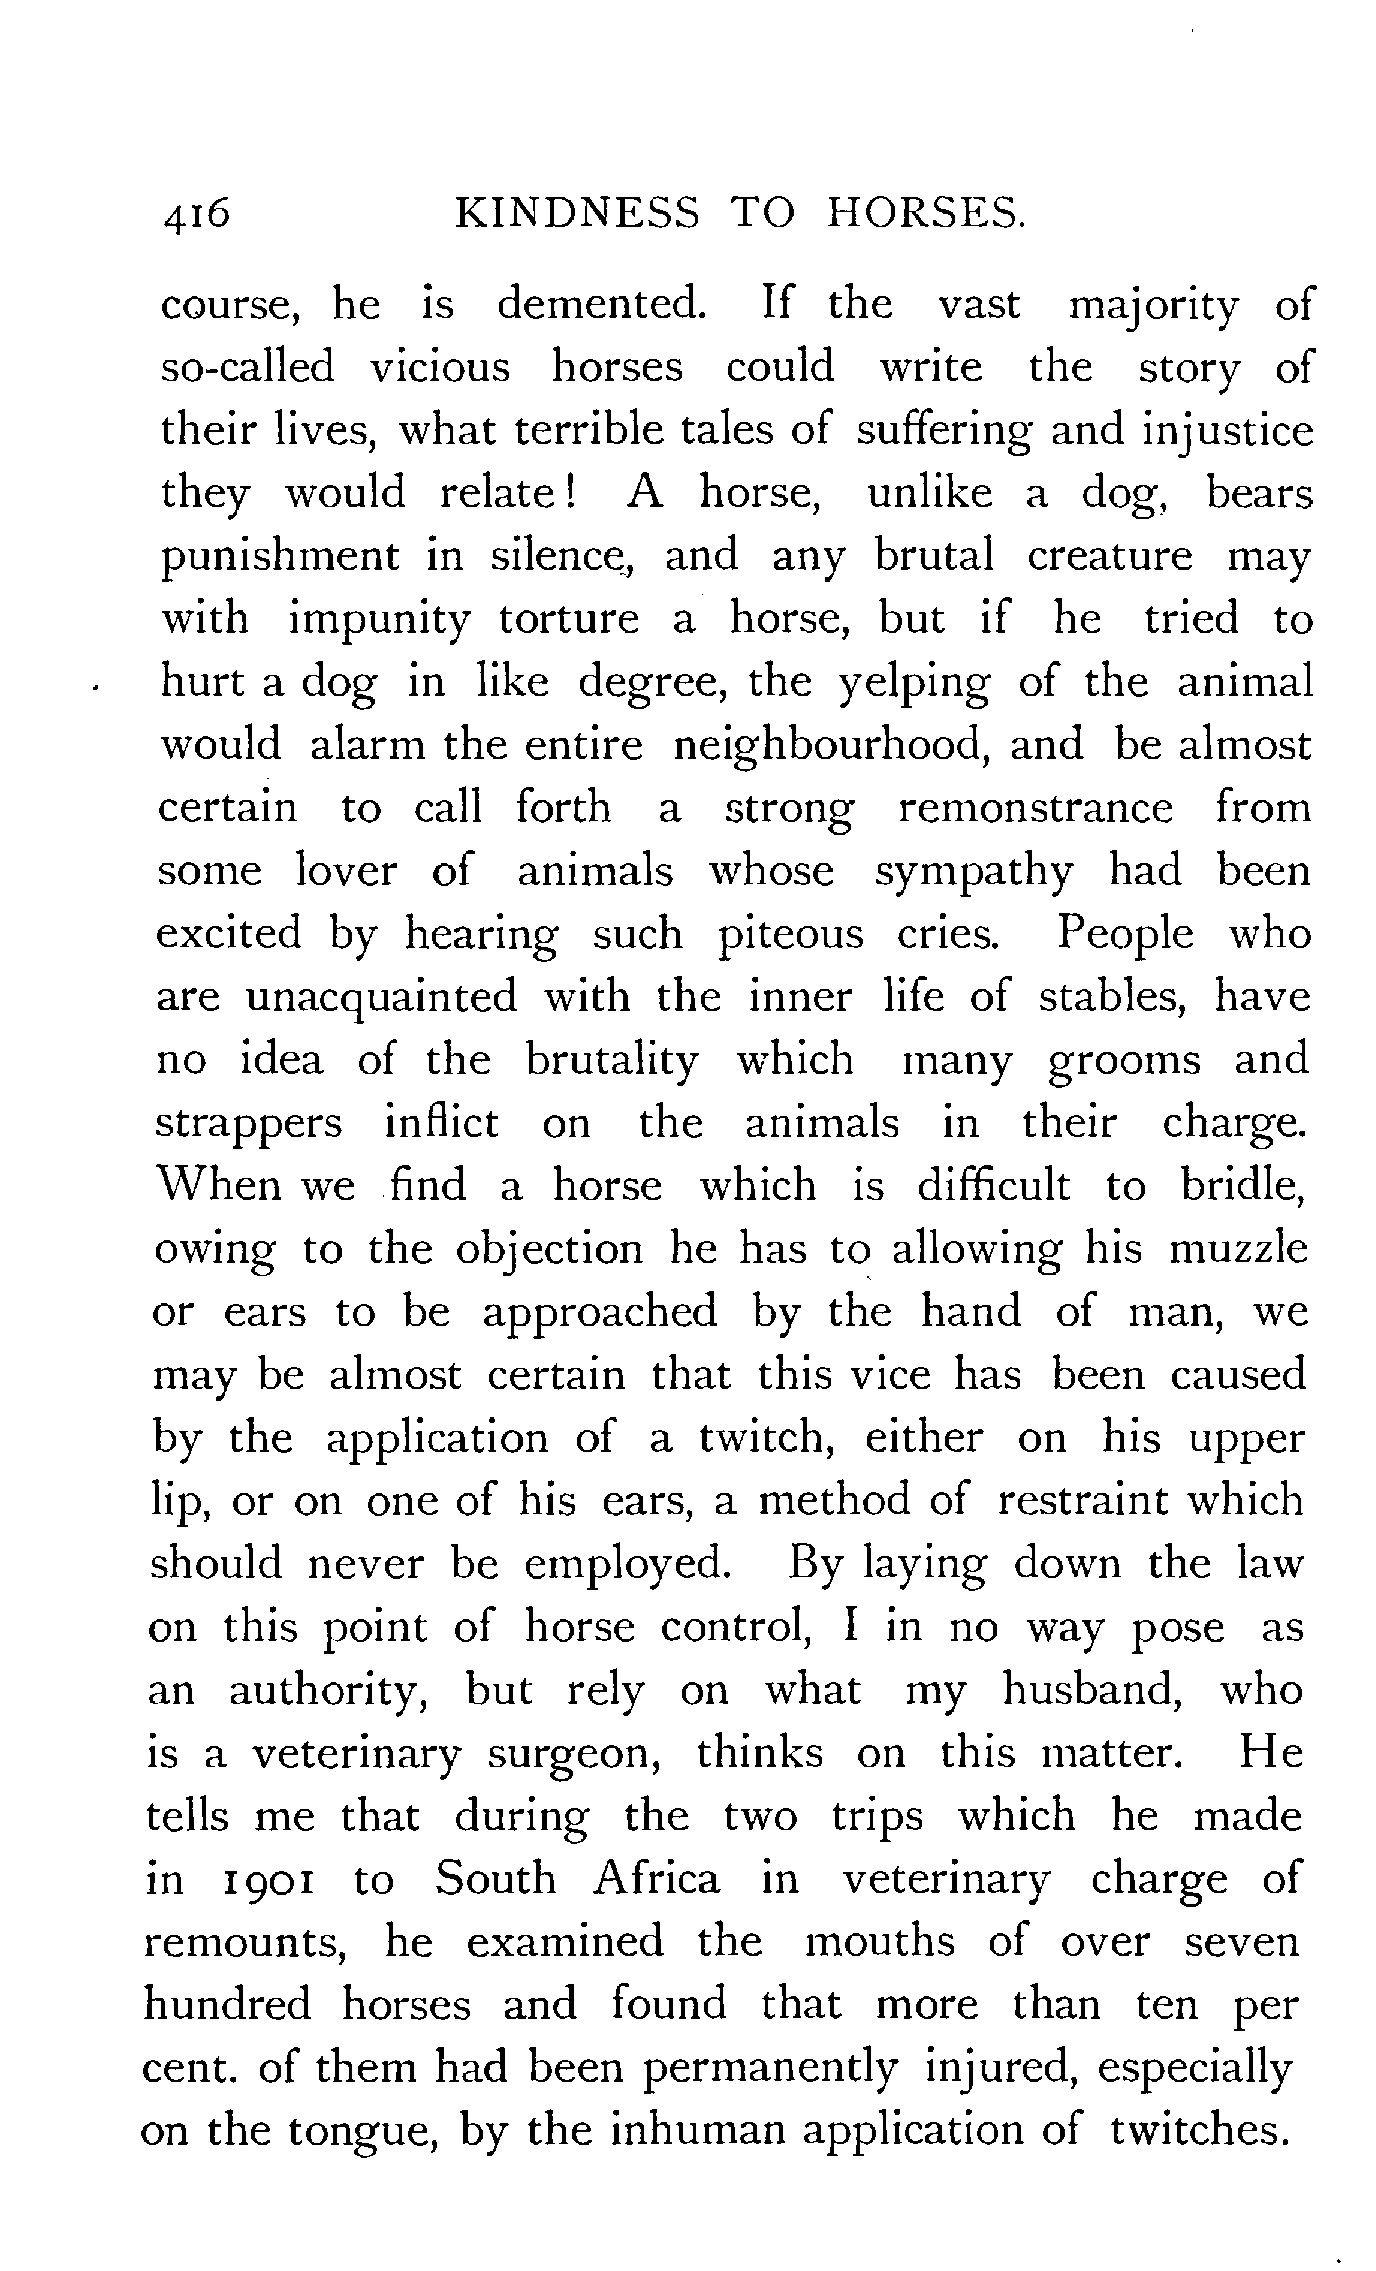 416 KINDNESS TO HORSES.
course, he is demented. If the vast majority of
so-called vicious horses could write the story of
their lives, what terrible tales of suffering and injustice
they would relate! A horse, unlike a dog, bears
punishment in silence, and any brutal creature may
with impunity torture a horse, but if he tried to
hurt a dog in like degree, the yelping of the animal
would alarm the entire neighbourhood, and be almost
certain to call forth a strong remonstrance from
some lover of animals whose sympathy had been
excited by hearing such piteous cries. People who
are unacquainted with the inner life of stables, have
no idea of the brutality which many grooms and
strappers inflict on the animals in their charge.
When we find a horse which is difficult to bridle,
owing to the objection he has to allowing his muzzle
or ears to be approached by the hand of man, we
may be almost certain that this vice has been caused
by the application of a twitch, either on his upper
lip, or on one of his ears, a method of restraint which
should never be employed. By laying down the law
on this point of horse control, I in no way pose as
an authority, but rely on what my husband, who
is a veterinary surgeon, thinks on this matter. He
tells me that during the two trips which he made
in 1901 to South Africa in veterinary charge of
remounts, he examined the mouths of over seven
hundred horses and found that more than ten per
cent. of them had been permanently injured, especially
on the tongue, by the inhuman application of twitches.